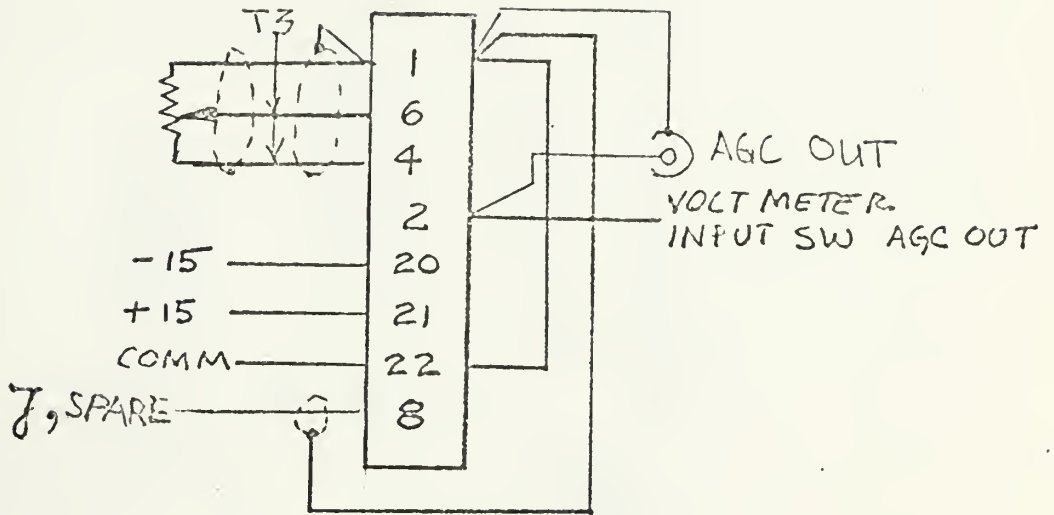 T3
1
6
4
AGC OUT
2
VOLT METER
INPUT SW AGC OUT
-15
20
+15
21
COMM
22
J, SPARE
8